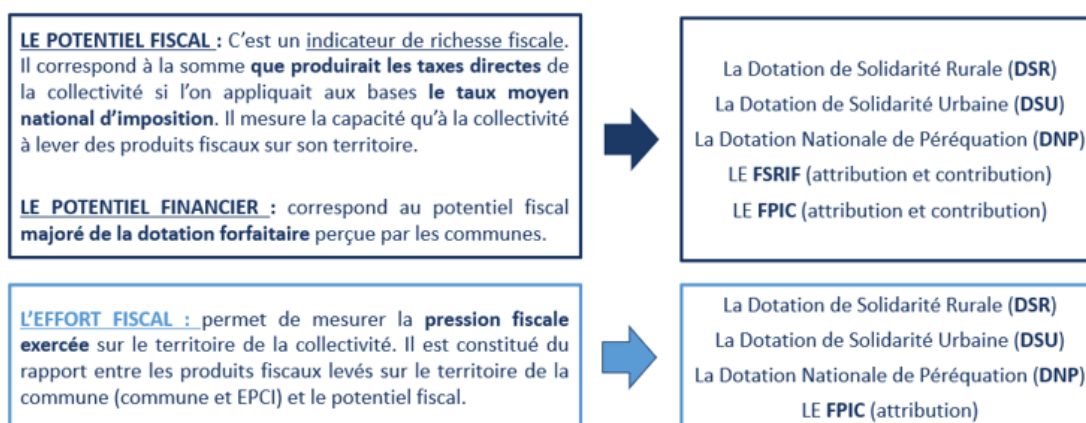 LE POTENTIEL FISCAL : C'est un indicateur de richesse fiscale.
Il correspond à la somme que produirait les taxes directes de
la collectivité si l'on appliquait aux bases le taux moyen
national d'imposition. Il mesure la capacité qu'à la collectivité
à lever des produits fiscaux sur son territoire.
LE POTENTIEL FINANCIER : correspond au potentiel fiscal
majoré de la dotation forfaitaire perçue par les communes.
La Dotation de Solidarité Rurale (DSR)
La Dotation de Solidarité Urbaine (DSU)
La Dotation Nationale de Péréquation (DNP)
LE FSRIF (attribution et contribution)
LE FPIC (attribution et contribution)
L'EFFORT FISCAL : permet de mesurer la pression fiscale
exercée sur le territoire de la collectivité. Il est constitué du
rapport entre les produits fiscaux levés sur le territoire de la
commune (commune et EPCI) et le potentiel fiscal.
La Dotation de Solidarité Rurale (DSR)
La Dotation de Solidarité Urbaine (DSU)
La Dotation Nationale de Péréquation (DNP)
LE FPIC (attribution)